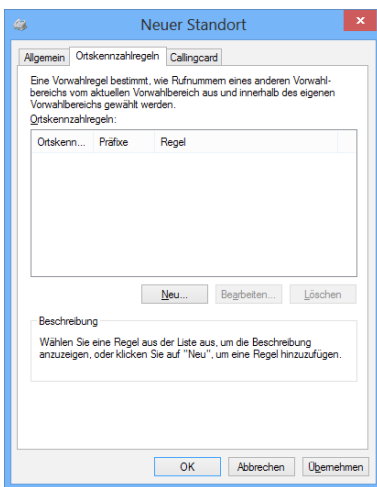 Neuer Standort
Allgemein Ortskennzahlregeln Callingcard
Eine Vorwahlregel bestimmt, wie Rufnummern eines anderen Vorwahl-
bereichs vom aktuellen Vorwahlbereich aus und innerhalb des eigenen
Vorwahlbereichs gewählt werden.
Ortskennzahlregeln:
Ortskenn... Präfixe Regel
Neu... Bearbeiten... Löschen
Beschreibung
Wählen Sie eine Regel aus der Liste aus, um die Beschreibung
anzuzeigen, oder klicken Sie auf "Neu", um eine Regel hinzuzufügen.
OK Abbrechen Übernehmen